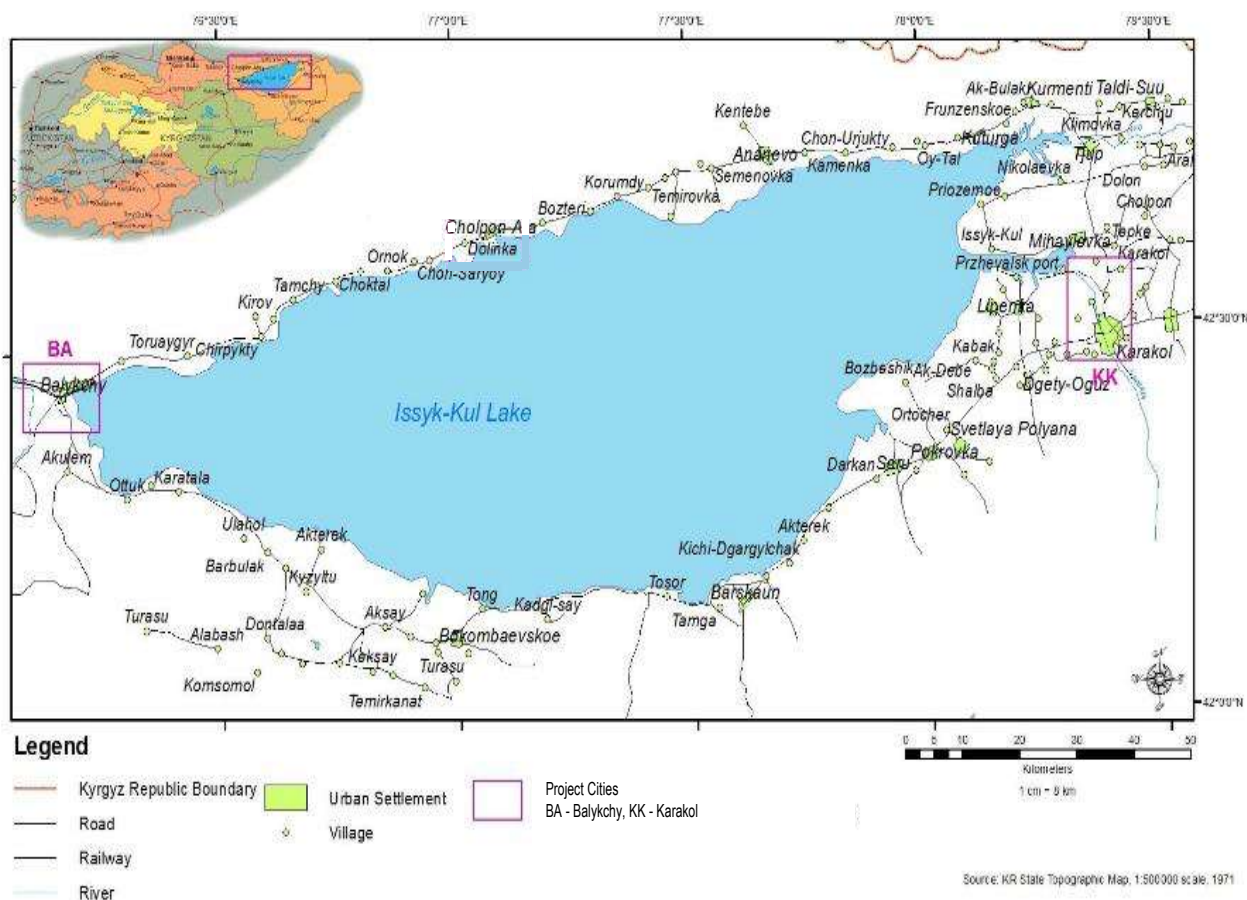 76°30'0"E
77°0'0"E
77°30'0"E
78°0'0"E
78°30'0"E
Ak-Bulak
Kurmenti
Taldi-Suu
Frunzenskoe
Kerchju
Kentebe
Klimovka
Chon-Urjukty
Kuturga
Ananevo
Kamenka
Oy-Tal
Tjup
Semenovka
Nikolaevka
Korumdy
Temirovka
Priozernoe
Dolon
Bozteri
Cholpon
Cholpon A a
Dolinka
Issyk-Kul
Mihaylovka
Tepke
Ornok
Chon-Saryoy
Przhevalsk port
Karakol
Tamchy
Choktal
Kirov
Lipenka
42°30'0"N
Toruaygyr
Chirpykty
BA
Kabak
Karakol
Balykchy
Bozbeshik
Ak-Debe
KK
Shalba
Dgety-Oguz
Issyk-Kul Lake
Ortocher
Svetlaya Polyana
Akulem
Pokrovka
Ottuk
Karatala
Darkan
Saru
Ulahol
Akterek
Akterek
Kichi-Dgargylchak
Barbulak
Kyzyltu
Tong
Tosor
Barskaun
Turasu
Aksay
Kadgi-say
Tamga
Dontalaa
Alabash
Bokombaevskoe
Keksay
Turasu
Komsomol
Temirkanat
42°9'0"N
Legend
Kyrgyz Republic Boundary
Road
Railway
River
Urban Settlement
Village
Project Cities
BA - Balykchy, KK - Karakol
0 5 10 20 30 40 50
Kilometers
1 cm = 8 km
Source: KR State Topographic Map, 1:500000 scale, 1971